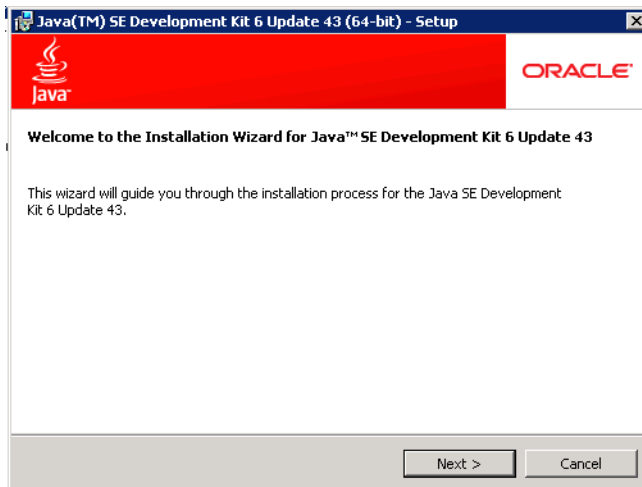 Java(TM) SE Development Kit 6 Update 43 (64-bit) - Setup
Java™
ORACLE®
Welcome to the Installation Wizard for Java™ SE Development Kit 6 Update 43
This wizard will guide you through the installation process for the Java SE Development
Kit 6 Update 43.
Next >
Cancel